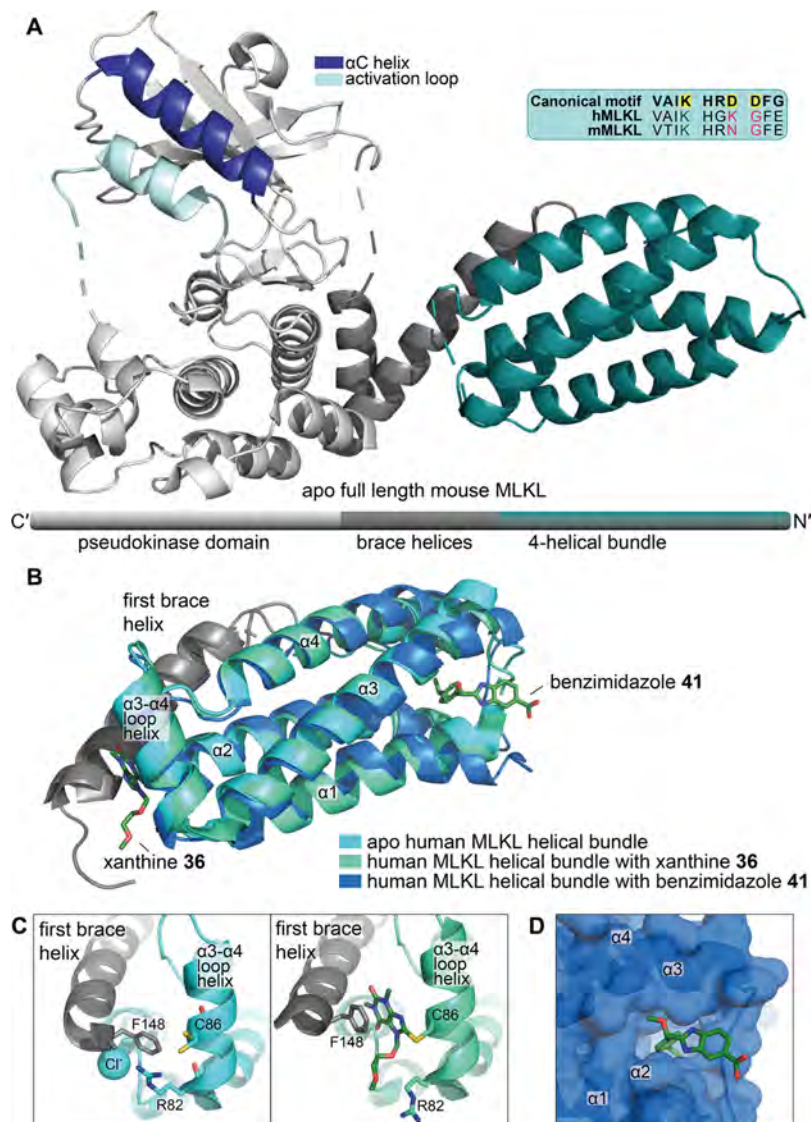 A
αC helix
activation loop
Canonical motif VAIK HRD DFG
hMLKL VAIK HGK GFE
mMLKL VTIK HRN GFE
apo full length mouse MLKL
C' N'
pseudokinase domain brace helices 4-helical bundle
B
first brace
helix
α4
α3
benzimidazole 41
α3-α4
loop
helix
α2
α1
xanthine 36
apo human MLKL helical bundle
human MLKL helical bundle with xanthine 36
human MLKL helical bundle with benzimidazole 41
C
first brace
helix
α3-α4
loop
helix
F148
C86
Cl-
R82
first brace
helix
α3-α4
loop
helix
F148
C86
R82
D
α4
α3
α2
α1